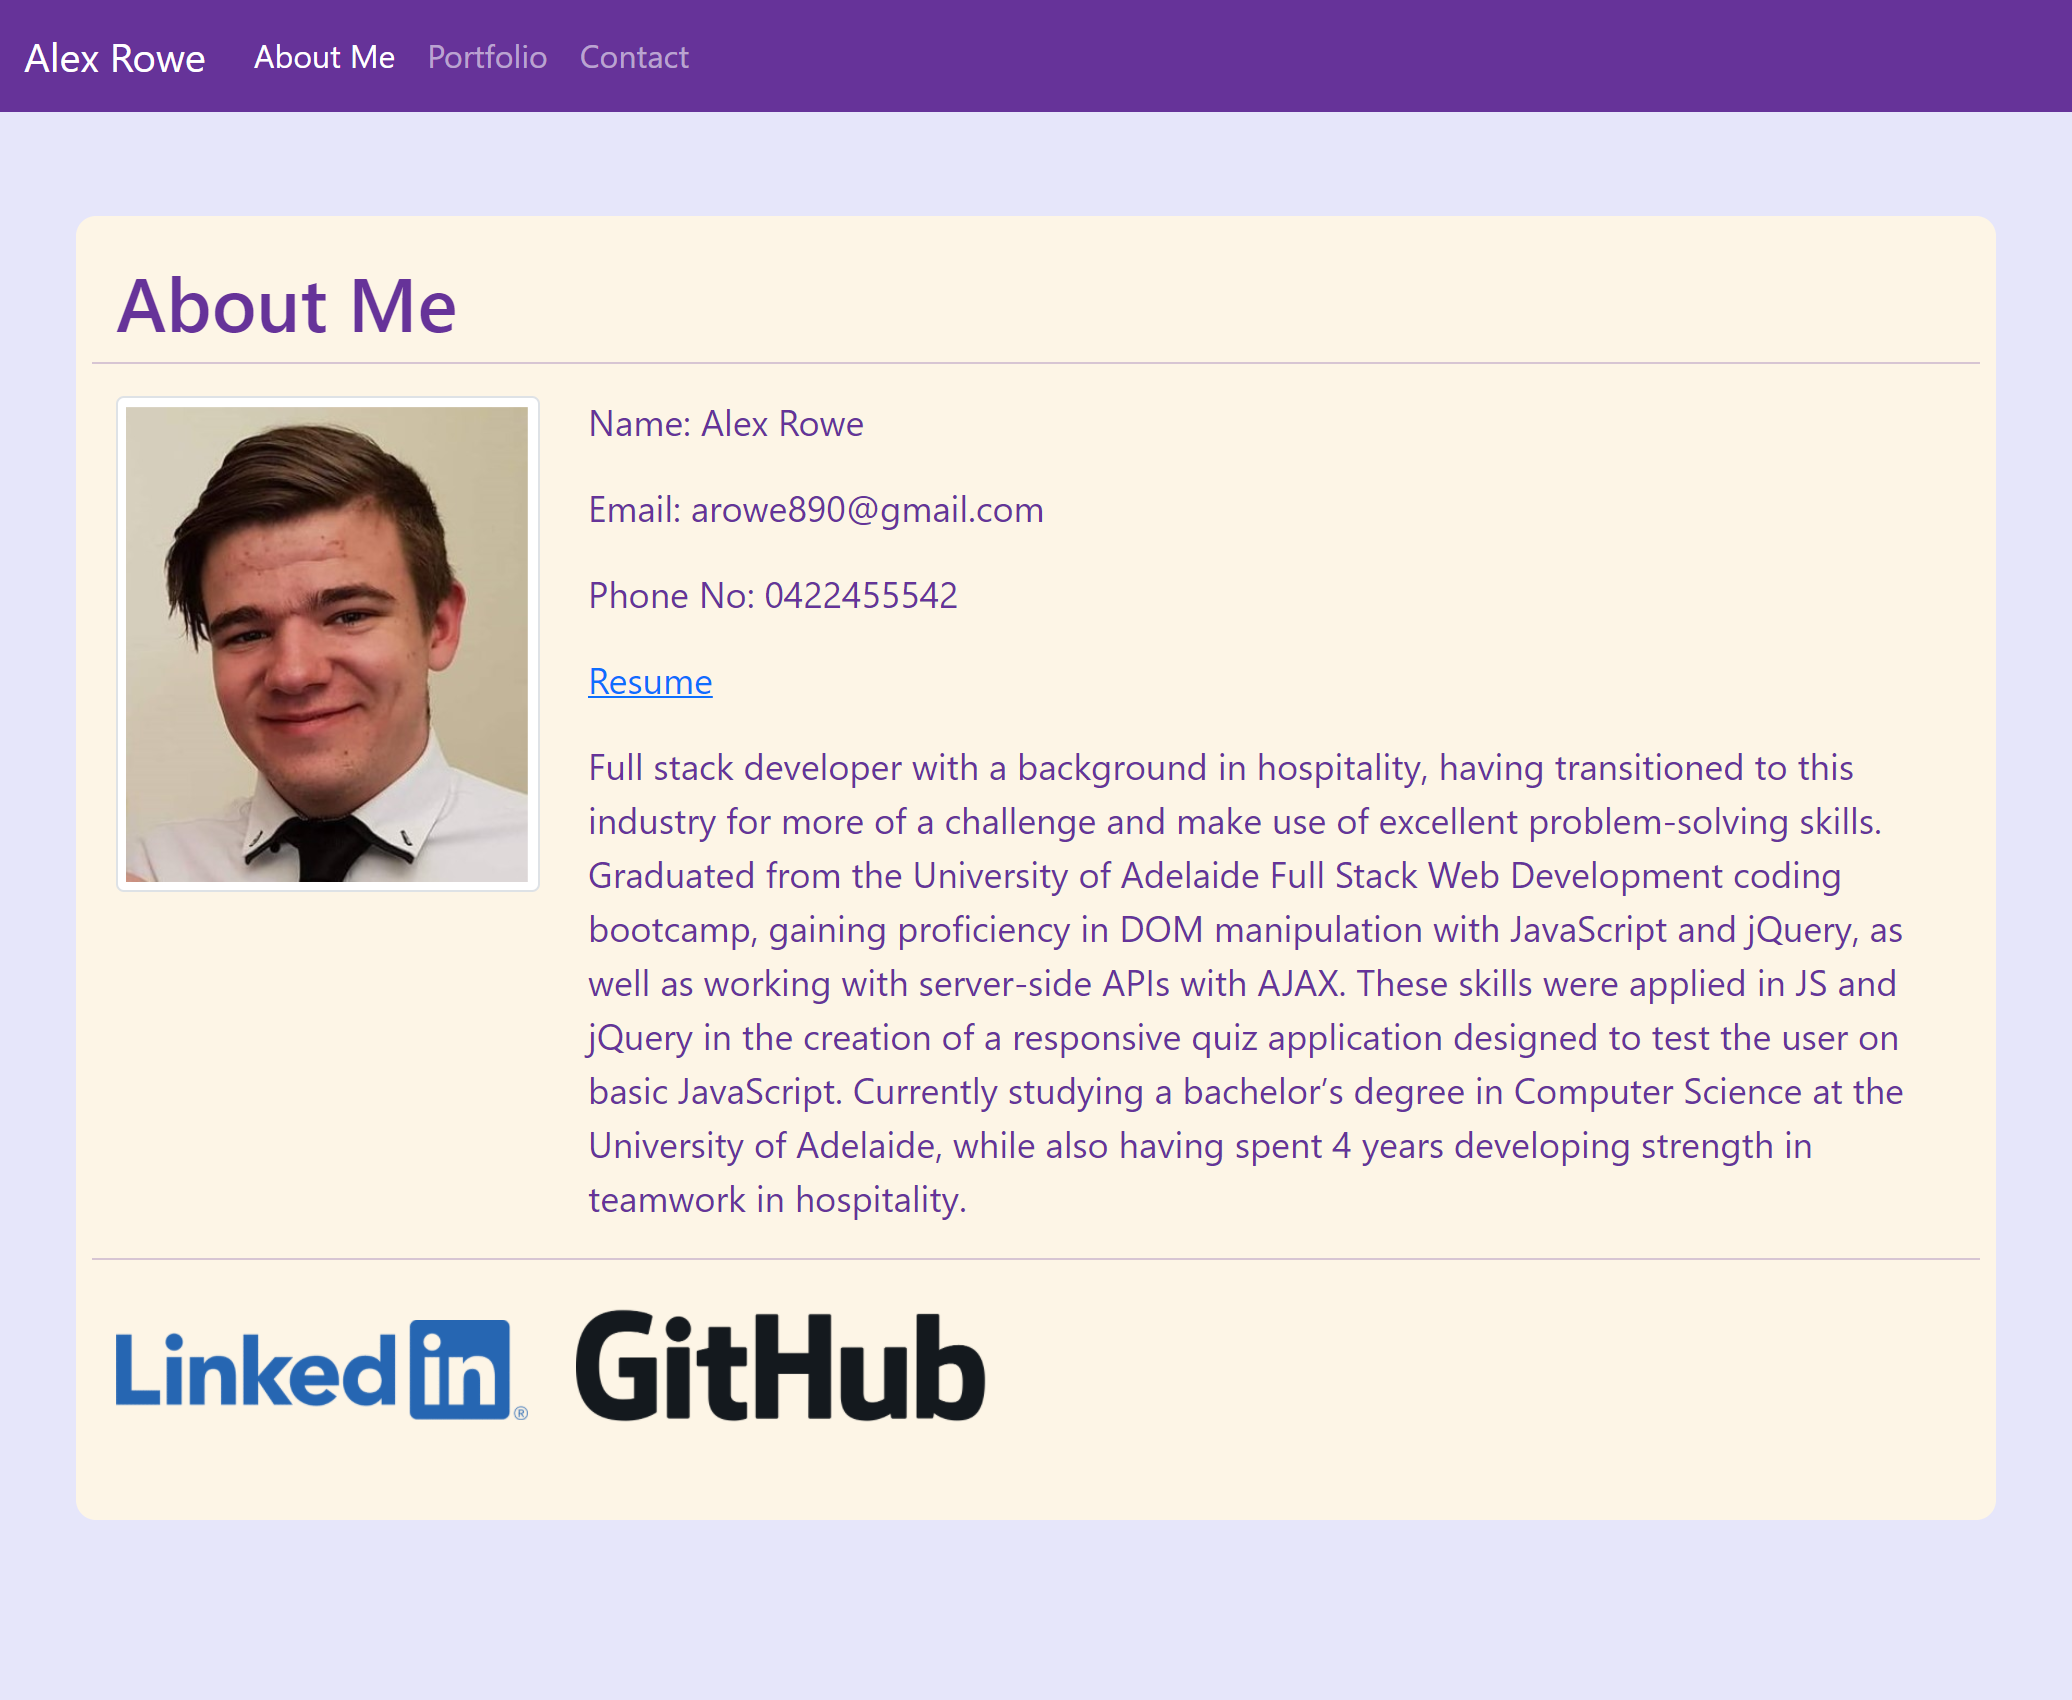 Alex Rowe About Me Portfolio Contact
About Me
Name: Alex Rowe
Email: arowe890@gmail.com
Phone No: 0422455542
Resume
Full stack developer with a background in hospitality, having transitioned to this
industry for more of a challenge and make use of excellent problem-solving skills.
Graduated from the University of Adelaide Full Stack Web Development coding
bootcamp, gaining proficiency in DOM manipulation with JavaScript and jQuery, as
well as working with server-side APIs with AJAX. These skills were applied in JS and
jQuery in the creation of a responsive quiz application designed to test the user on
basic JavaScript. Currently studying a bachelor’s degree in Computer Science at the
University of Adelaide, while also having spent 4 years developing strength in
teamwork in hospitality.
Linked in ® GitHub